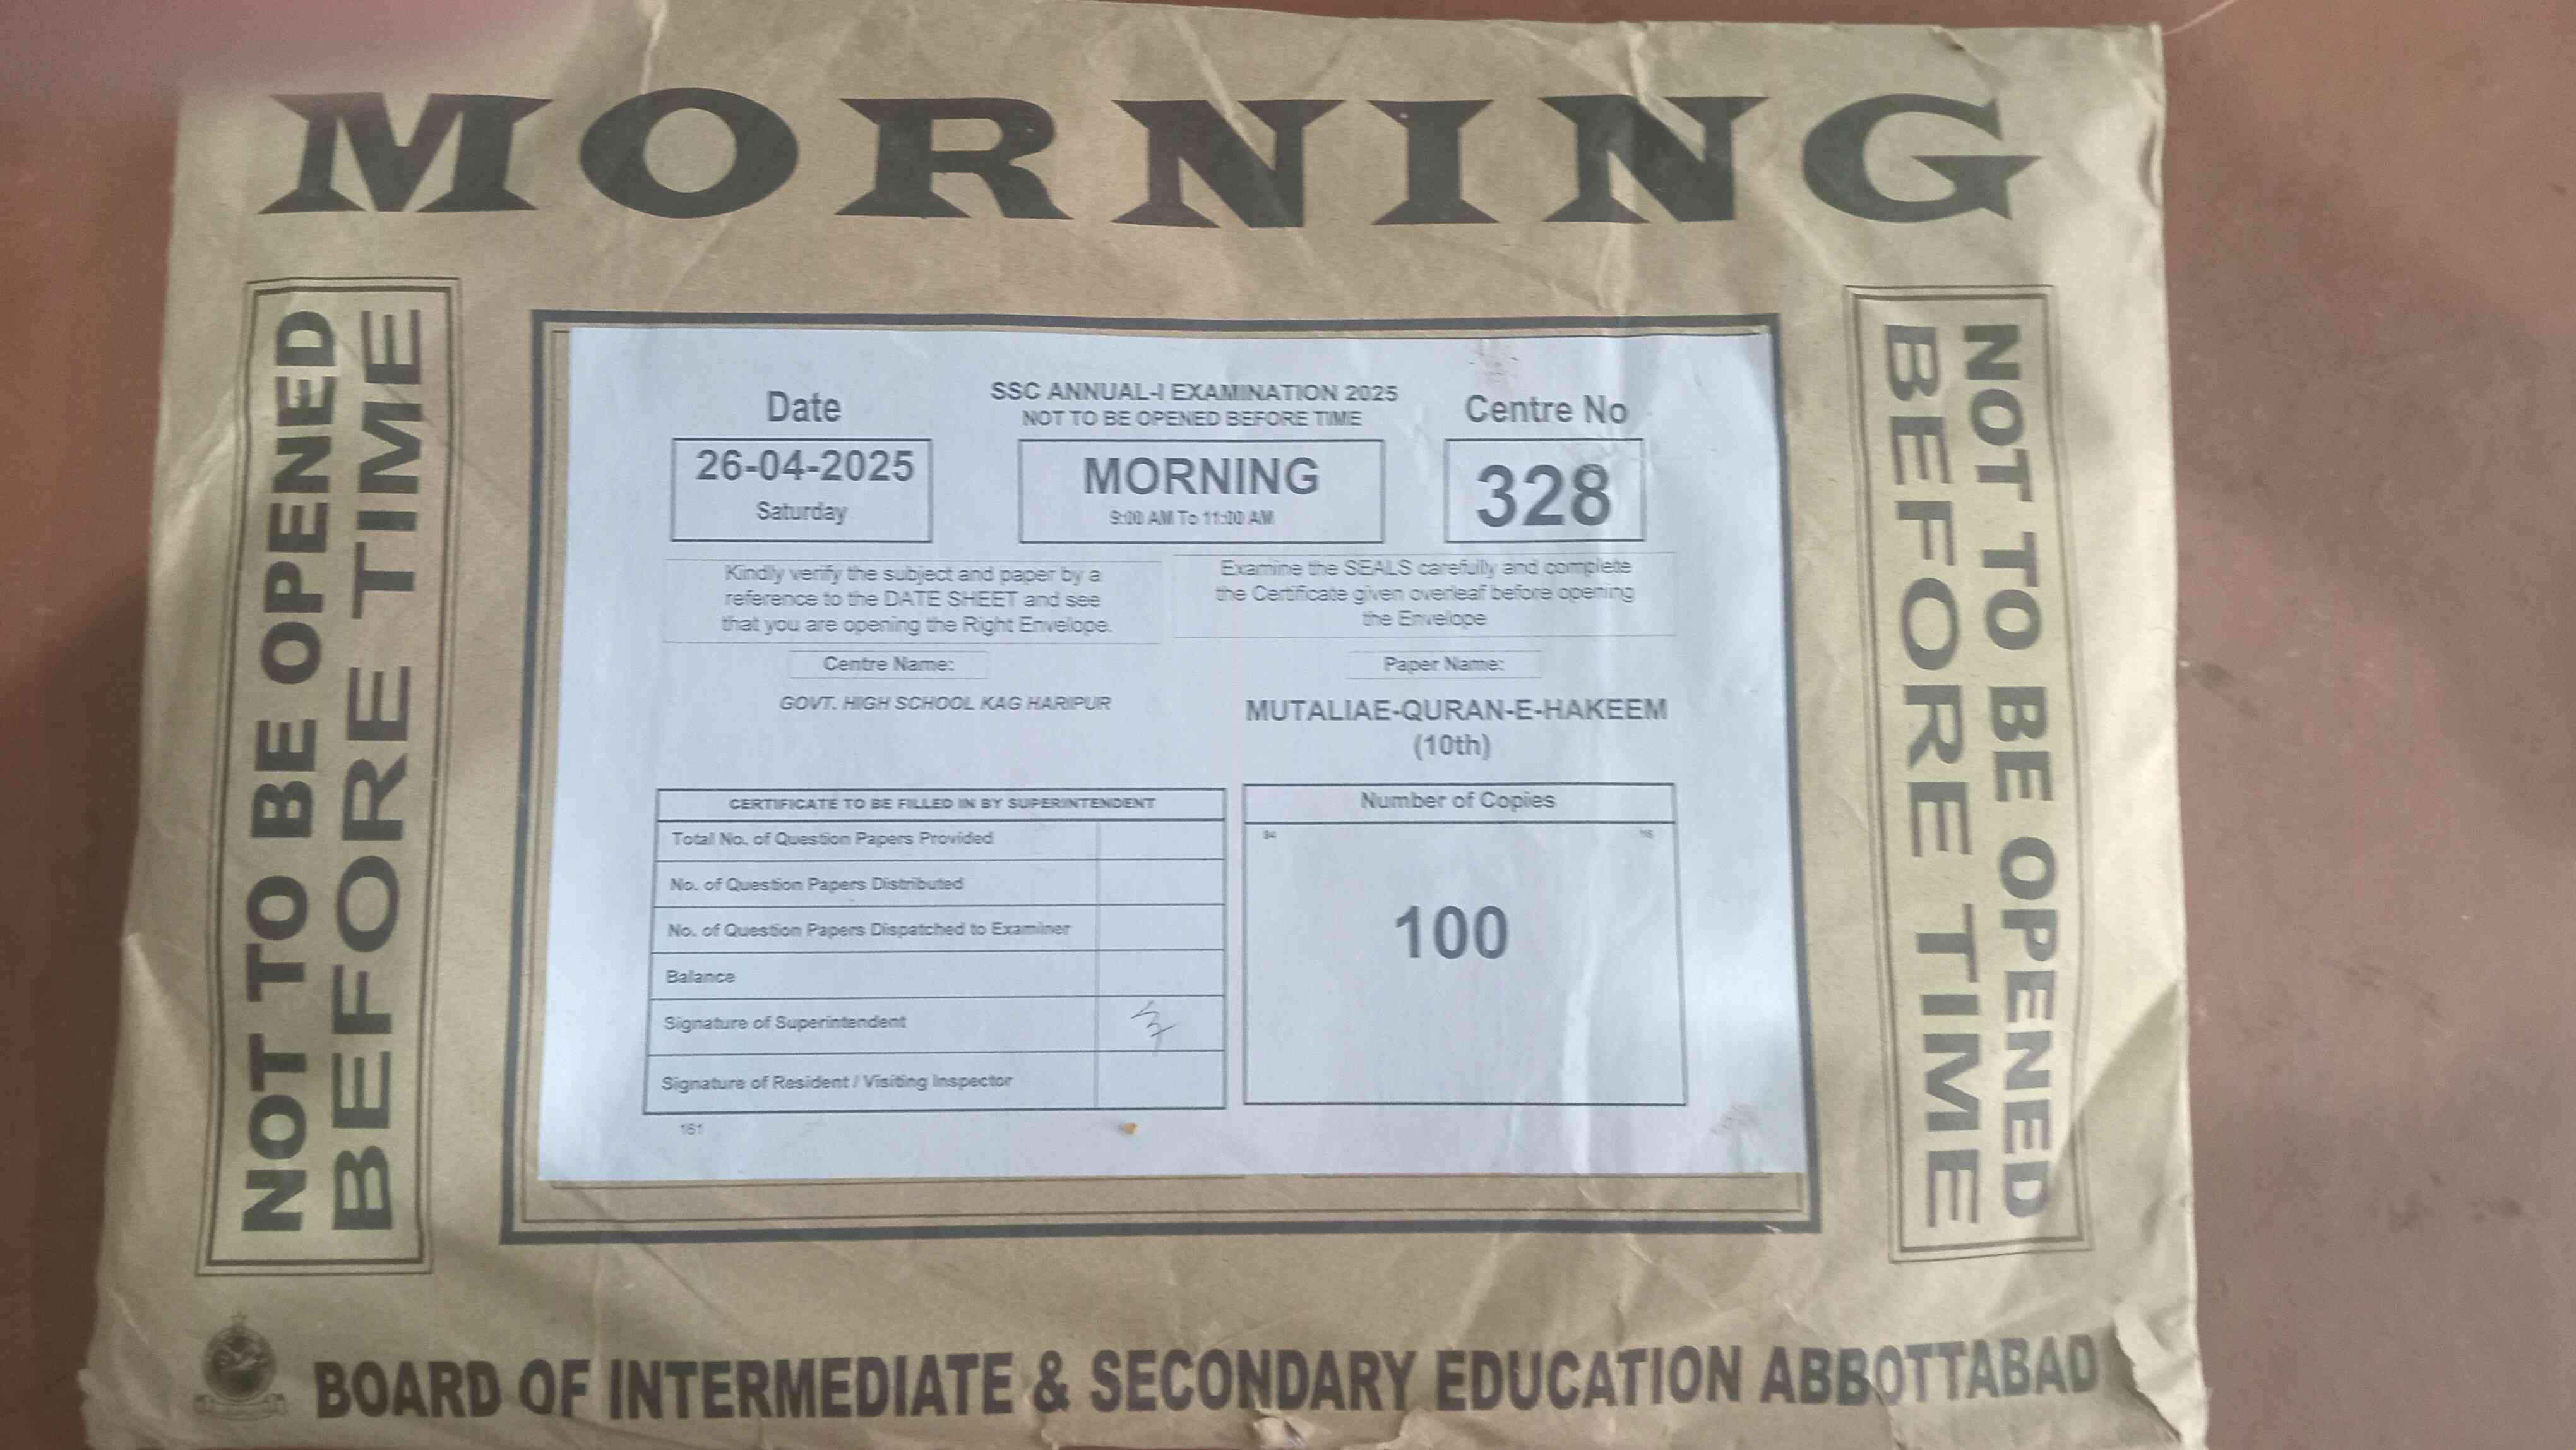 MORNING
NOT TO BE OPENED
BEFORE TIME
Date
26-04-2025
Saturday
SSC ANNUAL-I EXAMINATION 2025
NOT TO BE OPENED BEFORE TIME
MORNING
9:00 AM To 11:00 AM
Centre No
328
Kindly verify the subject and paper by a
reference to the DATE SHEET and see
that you are opening the Right Envelope.
Examine the SEALS carefully and complete
the Certificate given overleaf before opening
the Envelope
Centre Name:
GOVT. HIGH SCHOOL KAG HARIPUR
Paper Name:
MUTALIAE-QURAN-E-HAKEEM
(10th)
CERTIFICATE TO BE FILLED IN BY SUPERINTENDENT
Total No. of Question Papers Provided
No. of Question Papers Distributed
No. of Question Papers Dispatched to Examiner
Balance
Signature of Superintendent
Signature of Resident / Visiting Inspector
151
Number of Copies
100
NOT TO BE OPENED
BEFORE TIME
BOARD OF INTERMEDIATE & SECONDARY EDUCATION ABBOTTABAD